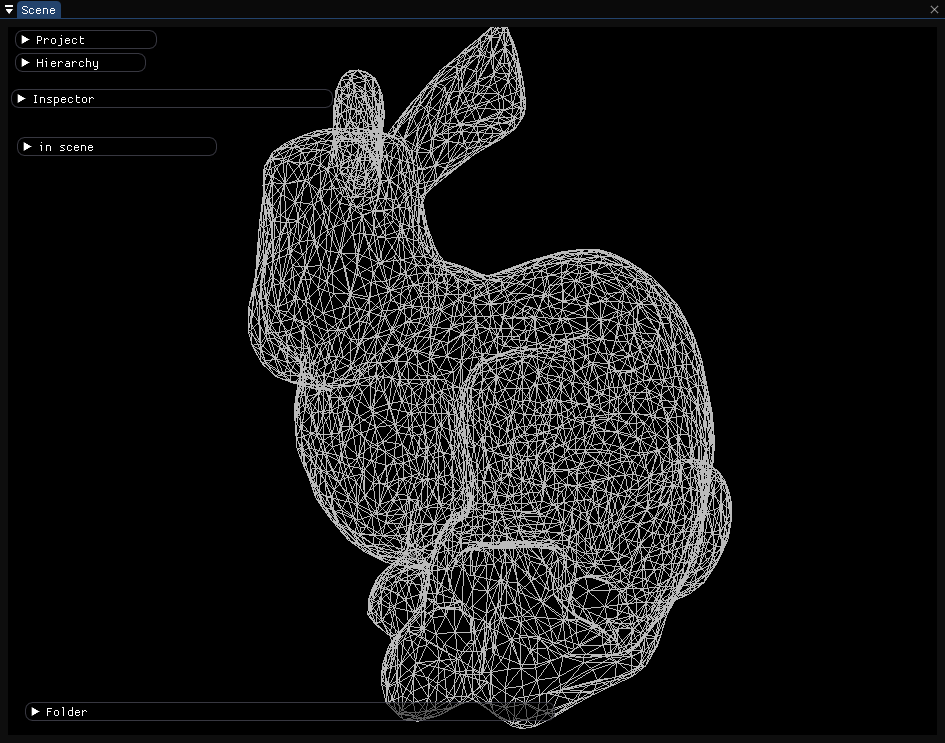 Scene
Project
Hierarchy
Inspector
in scene
Folder